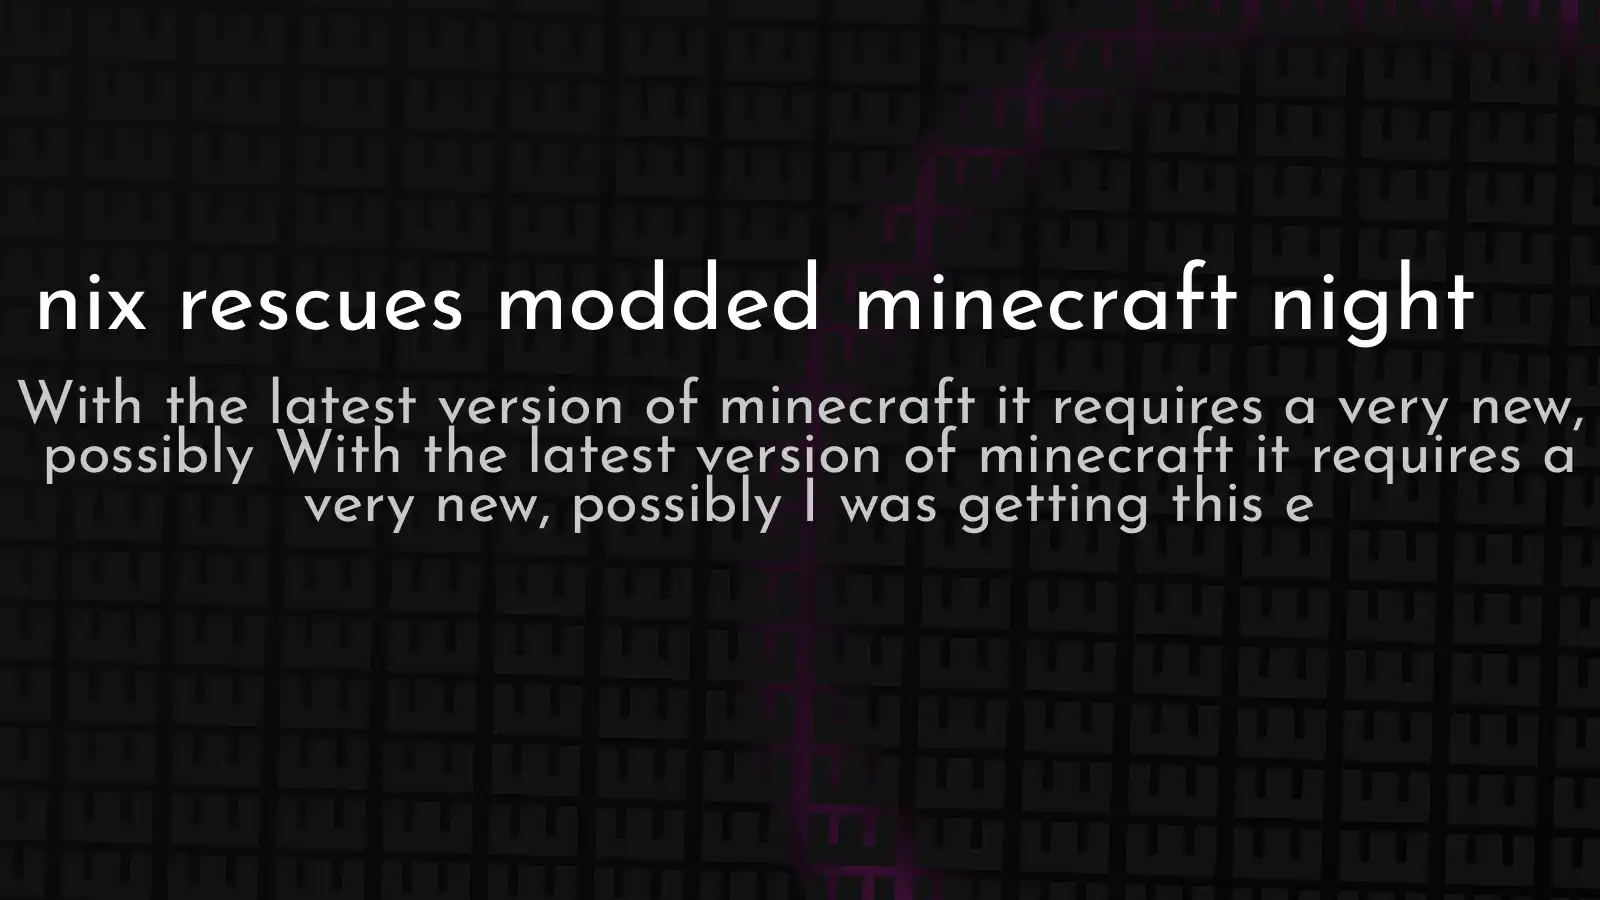 nix rescues modded minecraft night
With the latest version of minecraft it requires a very new,
possibly With the latest version of minecraft it requires a
very new, possibly I was getting this e